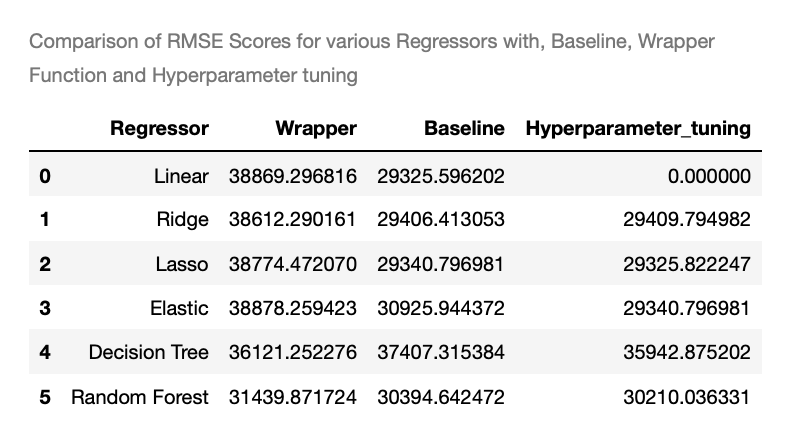 Comparison of RMSE Scores for various Regressors with, Baseline, Wrapper
Function and Hyperparameter tuning
Regressor Wrapper Baseline Hyperparameter_tuning
0 Linear 38869.296816 29325.596202 0.000000
1 Ridge 38612.290161 29406.413053 29409.794982
2 Lasso 38774.472070 29340.796981 29325.822247
3 Elastic 38878.259423 30925.944372 29340.796981
4 Decision Tree 36121.252276 37407.315384 35942.875202
5 Random Forest 31439.871724 30394.642472 30210.036331